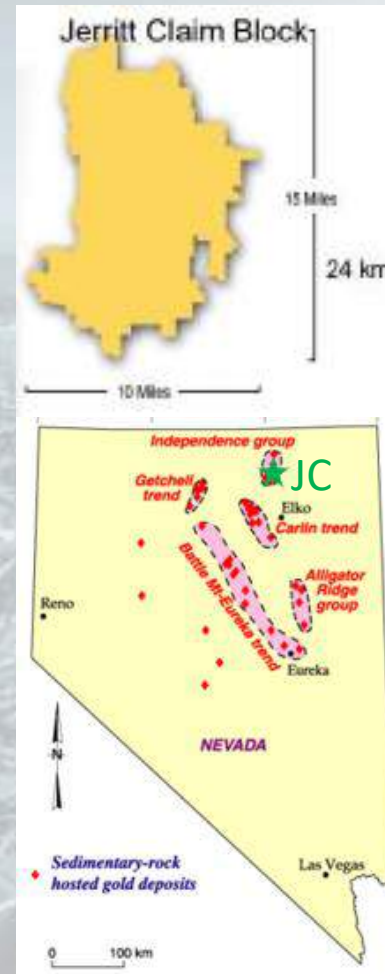 Jerritt Claim Block
15 Miles
24 km
10 Miles
Independence group
JC
Getchell
trend
Elko
Carlin trend
Alligator
Ridge
group
Battle Mt-Eureka trend
Reno
Eureka
N
NEVADA
Sedimentary-rock
hosted gold deposits
Las Vegas
0 100 km